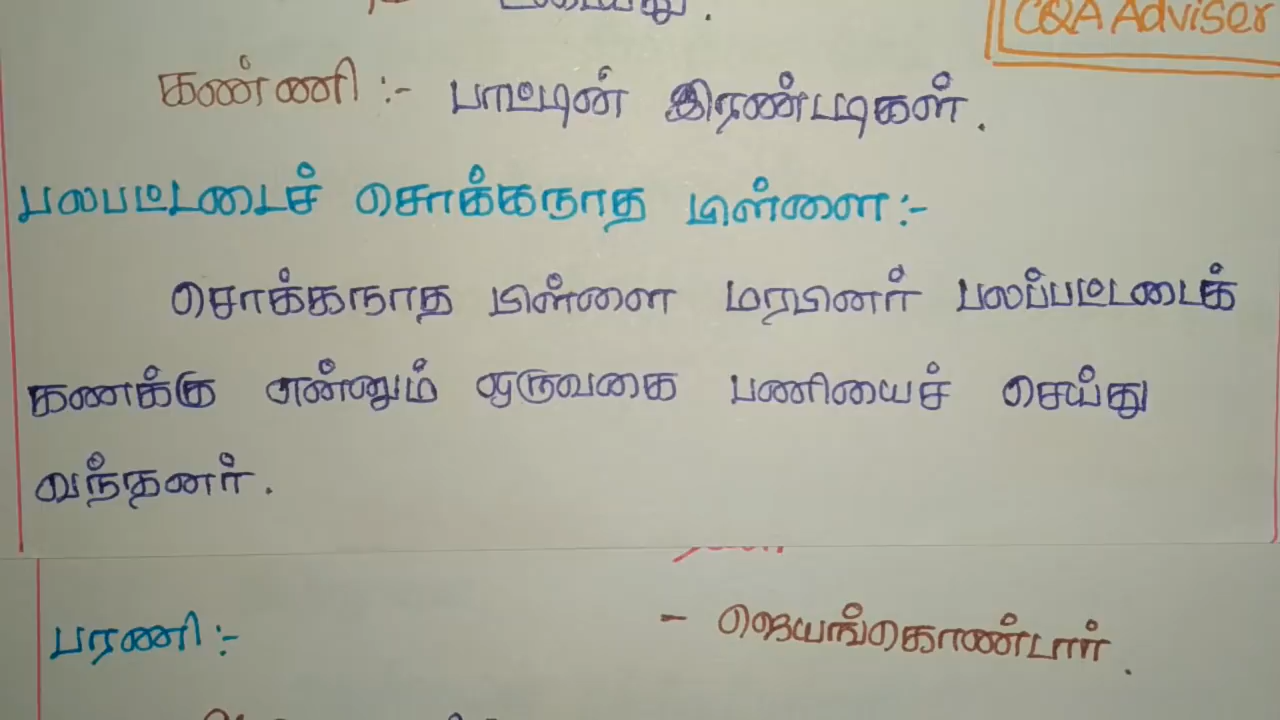 CQA Adviser
கண்ணி :- பாட்டின் இரண்டடிகள்.
பலபட்டடைச் சொக்கநாத பிள்ளை :-
சொக்கநாத பிள்ளை மரபினர் பலப்பட்டடைக்
கணக்கு என்னும் ஒருவகை பணியைச் செய்து
வந்தனர்.
பரணி :- - ஜெயங்கொண்டார்.